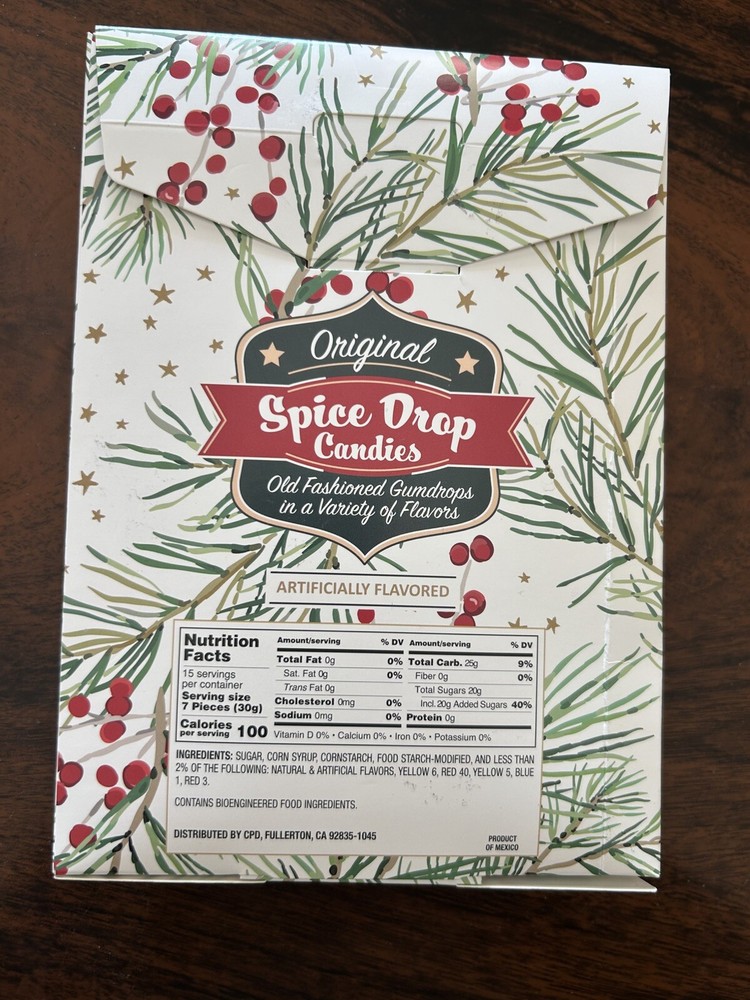 Original
Spice Drop
Candies
Old Fashioned Gumdrops
in a Variety of Flavors
ARTIFICIALLY FLAVORED
Nutrition
Facts
15 servings
per container
Serving size
7 Pieces (30g)
Calories
per serving 100
Amount/serving % DV
Total Fat 0g 0%
Sat. Fat 0g 0%
Trans Fat 0g
Cholesterol 0mg 0%
Sodium 0mg 0%
Amount/serving % DV
Total Carb. 25g 9%
Fiber 0g 0%
Total Sugars 20g
Incl. 20g Added Sugars 40%
Protein 0g
Vitamin D 0% • Calcium 0% • Iron 0% • Potassium 0%
INGREDIENTS: SUGAR, CORN SYRUP, CORNSTARCH, FOOD STARCH-MODIFIED, AND LESS THAN
2% OF THE FOLLOWING: NATURAL & ARTIFICIAL FLAVORS, YELLOW 6, RED 40, YELLOW 5, BLUE
1, RED 3.
CONTAINS BIOENGINEERED FOOD INGREDIENTS.
DISTRIBUTED BY CPD, FULLERTON, CA 92835-1045
PRODUCT
OF MEXICO